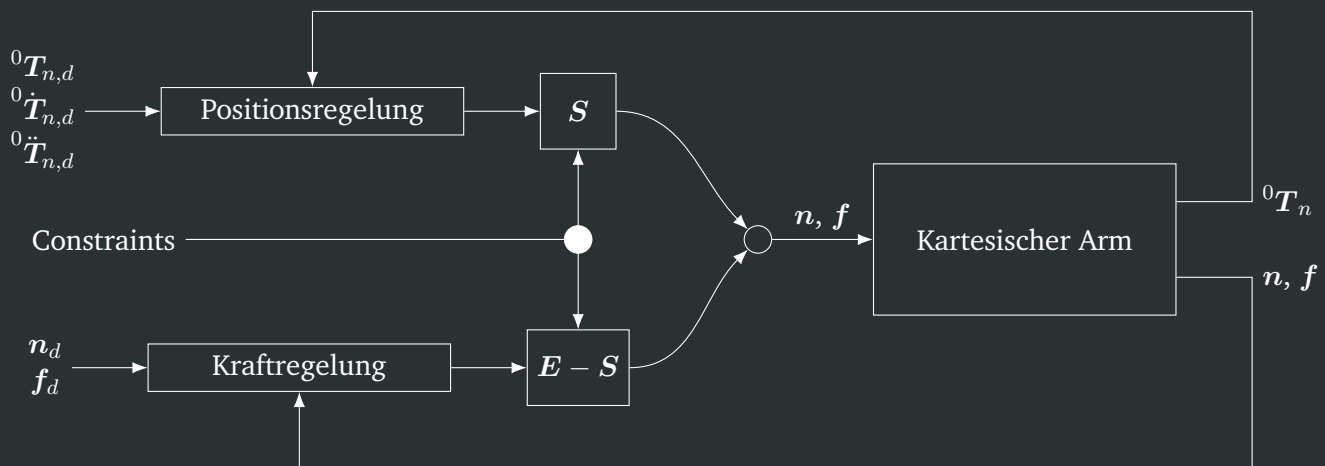 ⁰T_{n,d}
⁰Ṫ_{n,d}
⁰T̈_{n,d}
Positionsregelung
S
Constraints
n, f
Kartesischer Arm
⁰T_n
n, f
n_d
f_d
Kraftregelung
E − S